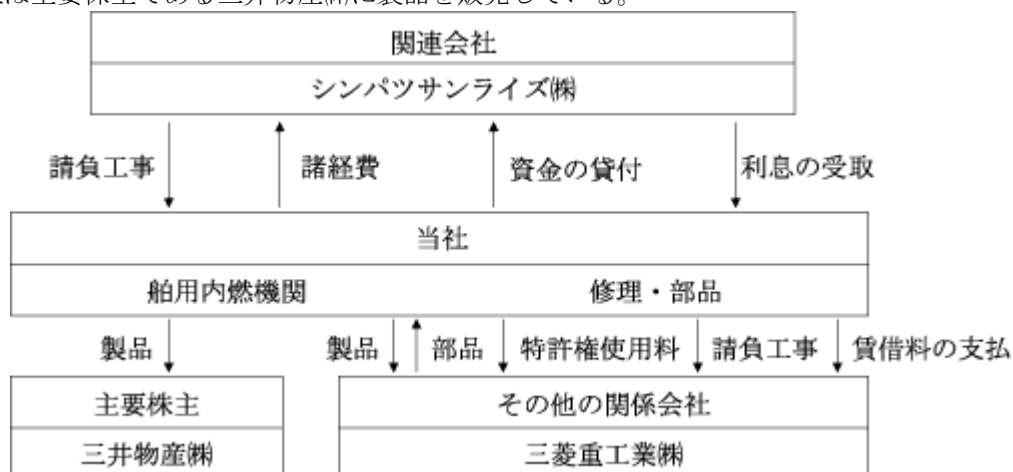 は主要株主である三井物産㈱に製品を販売している。
関連会社
シンパツサンライズ㈱
請負工事 諸経費 資金の貸付 利息の受取
当社
舶用内燃機関 修理・部品
製品 製品 部品 特許権使用料 請負工事 賃借料の支払
主要株主 その他の関係会社
三井物産㈱ 三菱重工業㈱